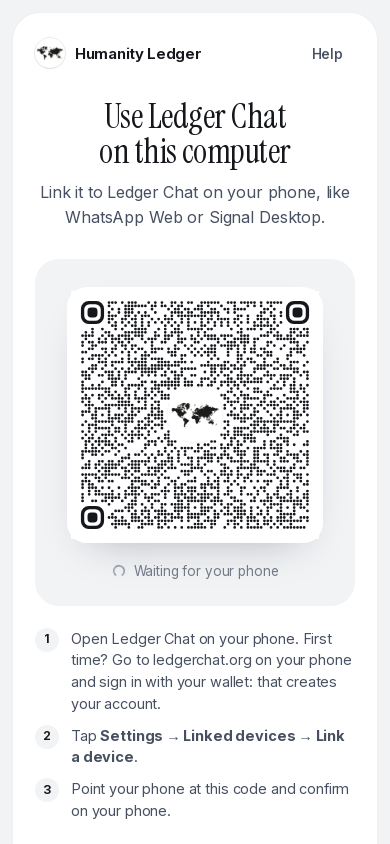 Humanity Ledger
Help
Use Ledger Chat
on this computer
Link it to Ledger Chat on your phone, like
WhatsApp Web or Signal Desktop.
Waiting for your phone
1 Open Ledger Chat on your phone. First
time? Go to ledgerchat.org on your phone
and sign in with your wallet: that creates
your account.
2 Tap Settings → Linked devices → Link
a device.
3 Point your phone at this code and confirm
on your phone.